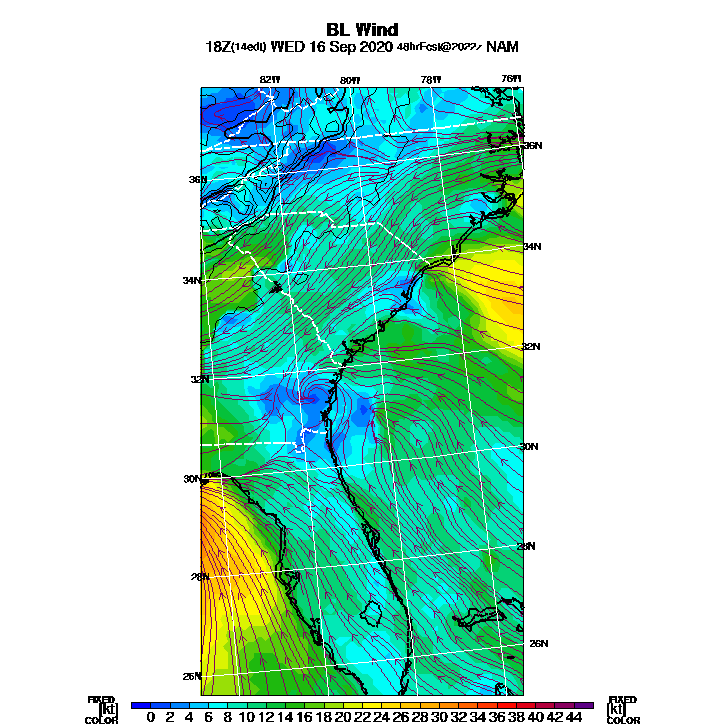 BL Wind
18Z(14edt) WED 16 Sep 2020 48hrFcst@2022z NAM
82W 80W 78W 76W
36N 36N
34N 34N
32N 32N
30N 30N
28N 28N
26N 26N
FIXED FIXED
[kt] 0 2 4 6 8 10 12 14 16 18 20 22 24 26 28 30 32 34 36 38 40 42 44 [kt]
COLOR COLOR